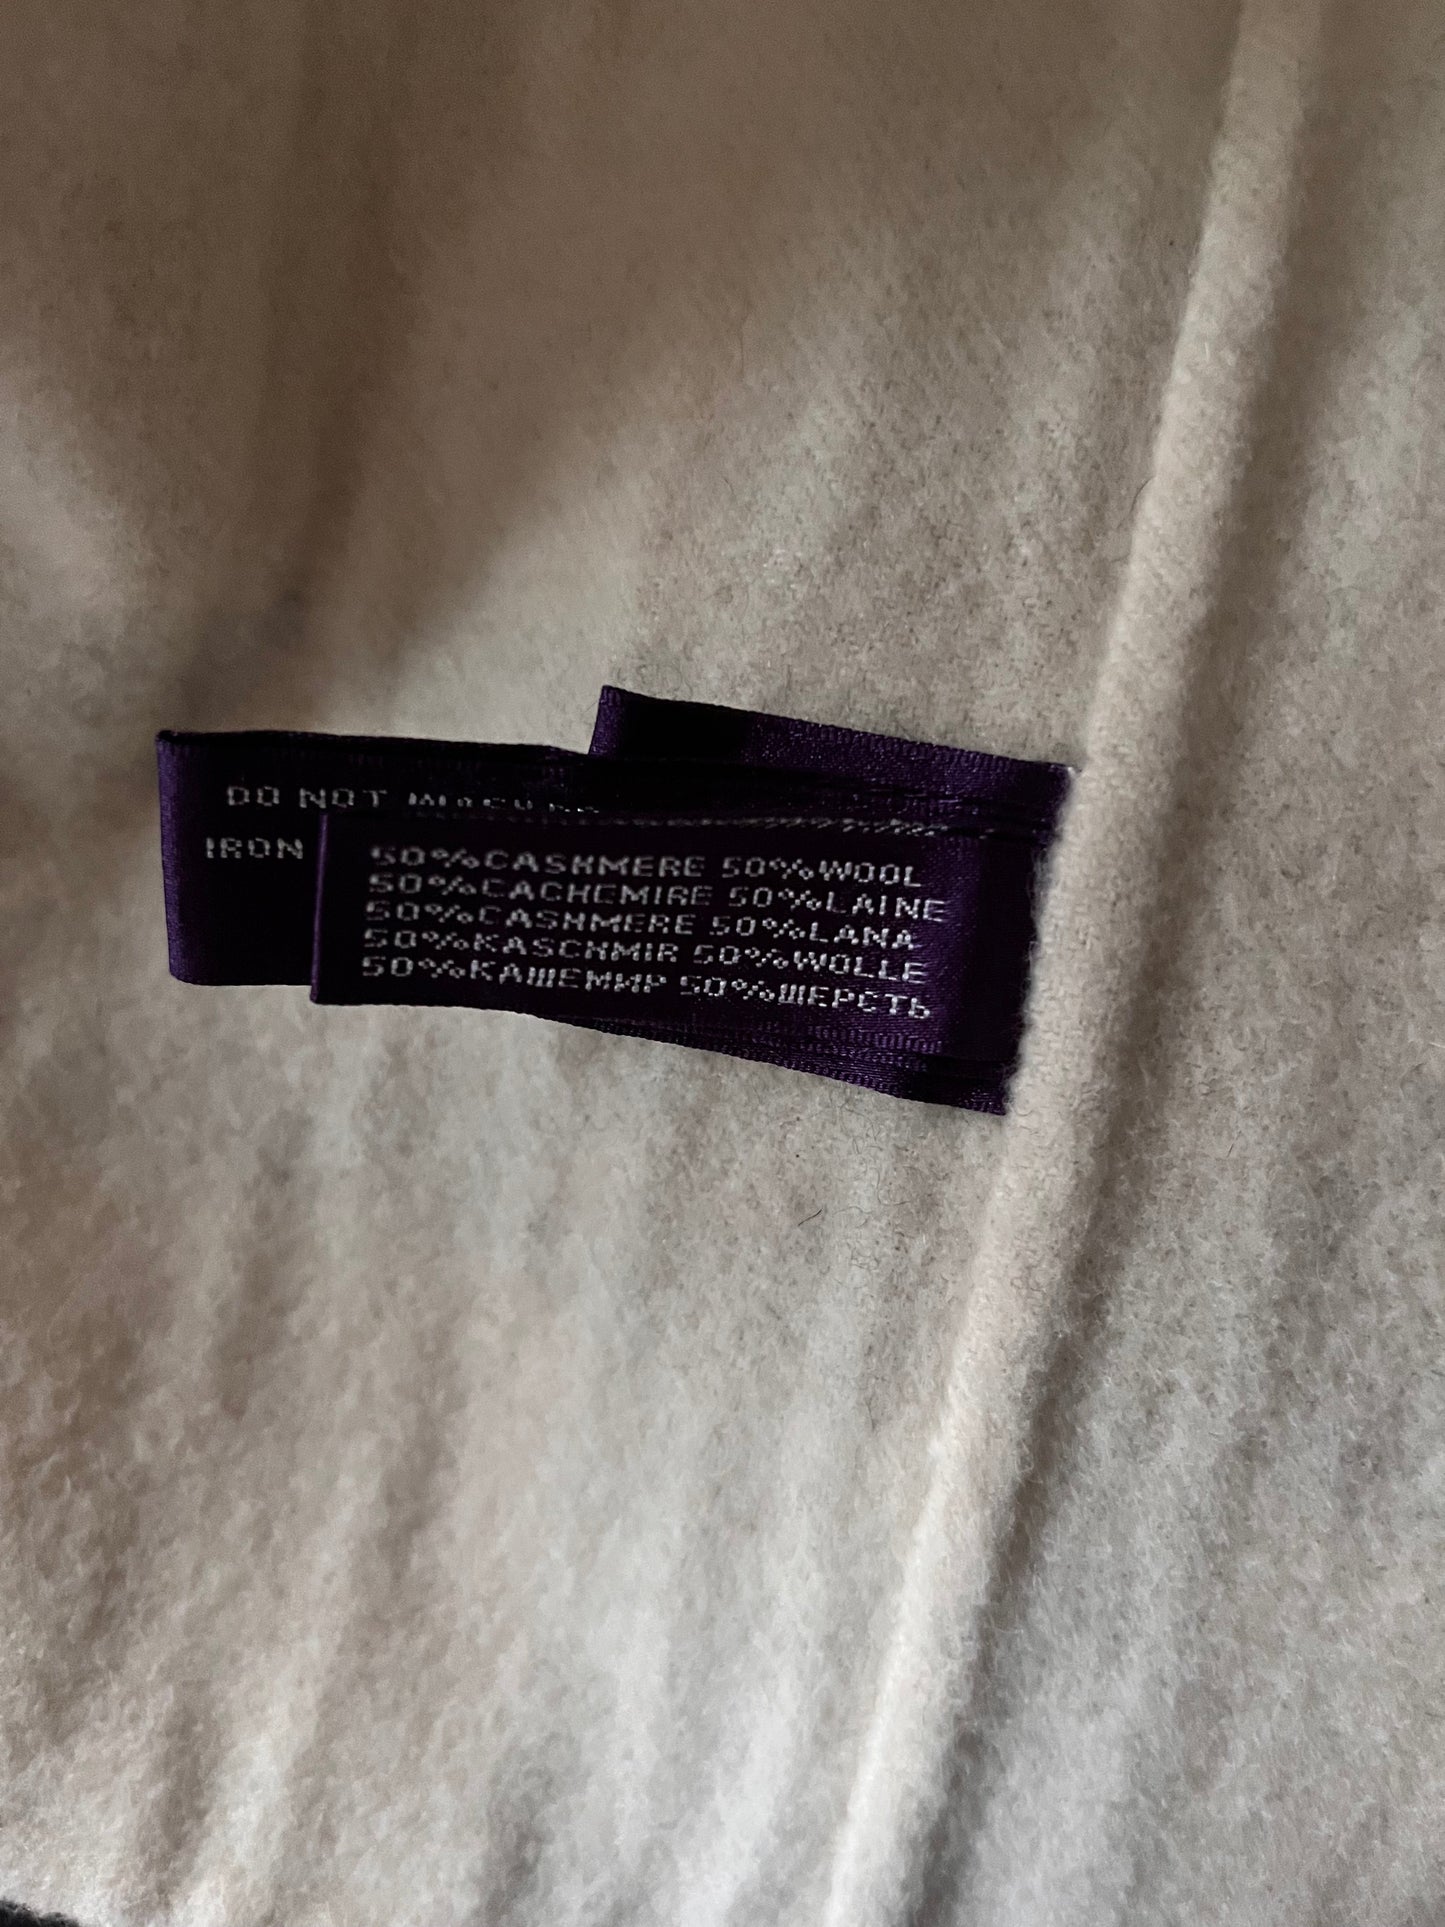 DO NOT
IRON
50%CASHMERE 50%WOOL
50%CACHEMIRE 50%LAINE
50%CASHMERE 50%LANA
50%KASCHMIR 50%WOLLE
50%КАШЕМИР 50%ШЕРСТЬ